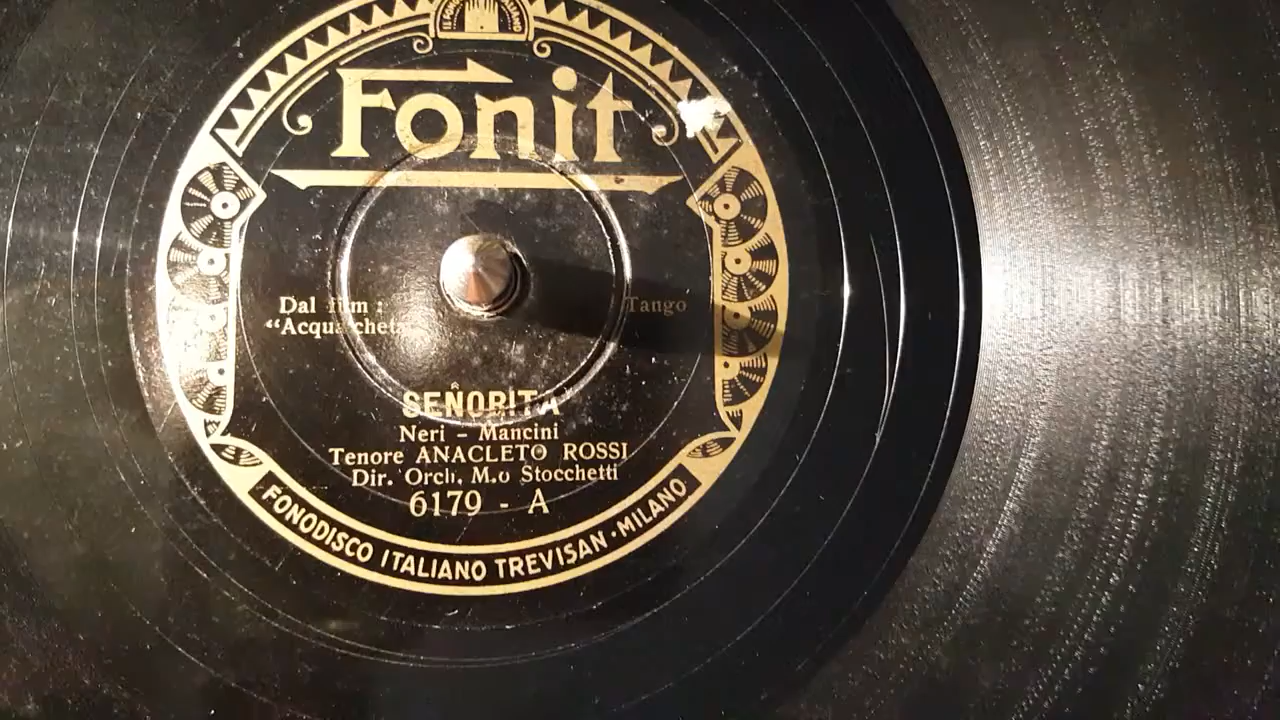 Fonit
Dal film :
Tango
"Acqua cheta
SEÑORITA
Neri - Mancini
Tenore ANACLETO ROSSI
Dir. Orch. M.o Stocchetti
6179 - A
FONODISCO ITALIANO TREVISAN · MILANO